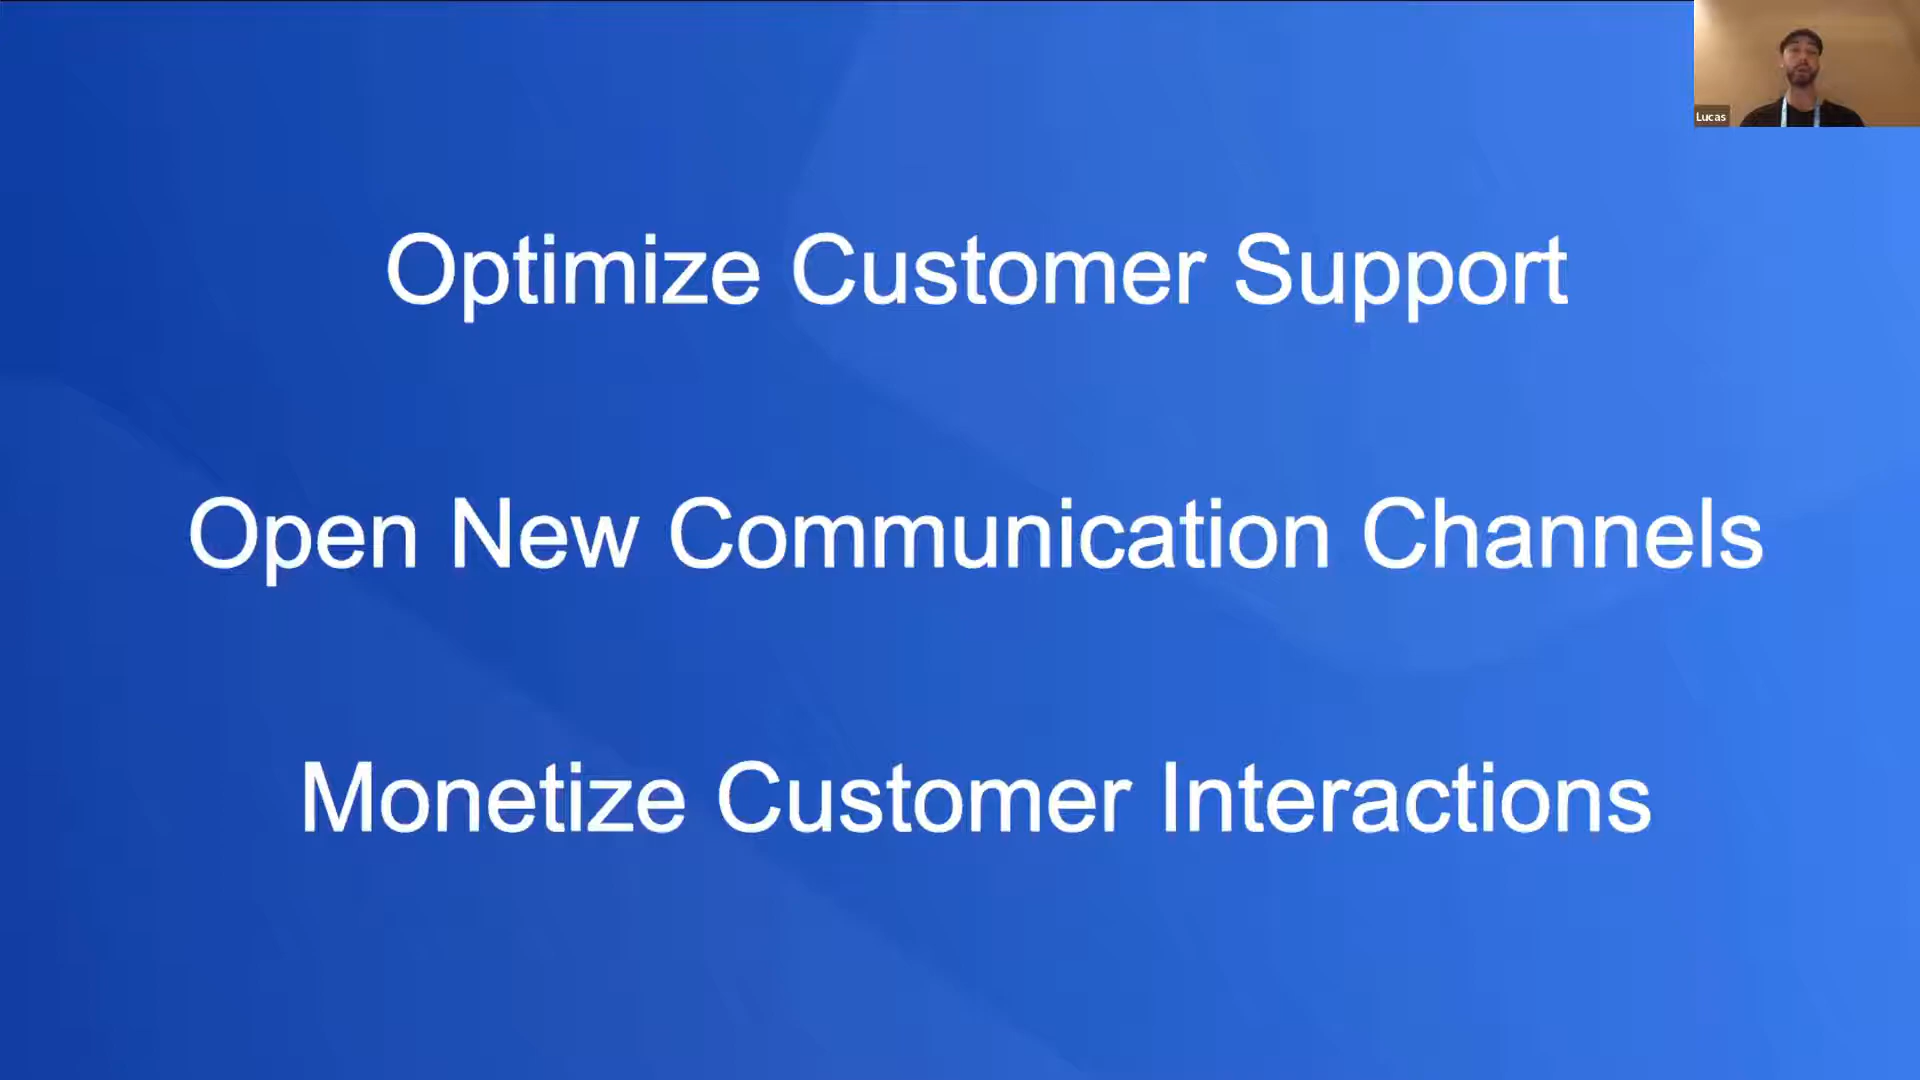 Lucas
Optimize Customer Support
Open New Communication Channels
Monetize Customer Interactions